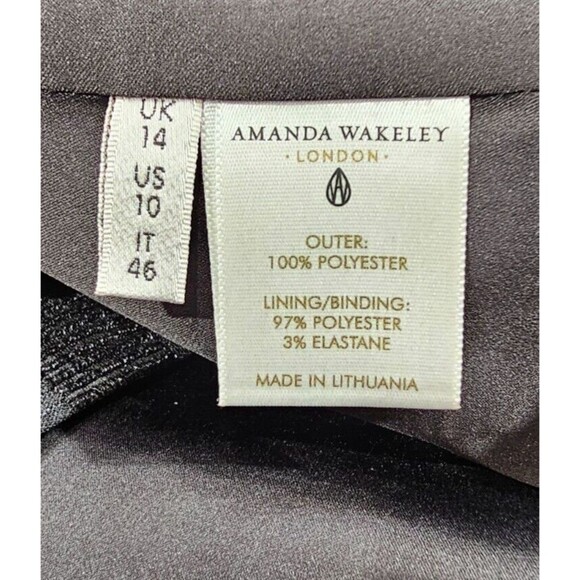 UK
14
US
10
IT
46
AMANDA WAKELEY
· LONDON ·
OUTER:
100% POLYESTER
LINING/BINDING:
97% POLYESTER
3% ELASTANE
MADE IN LITHUANIA